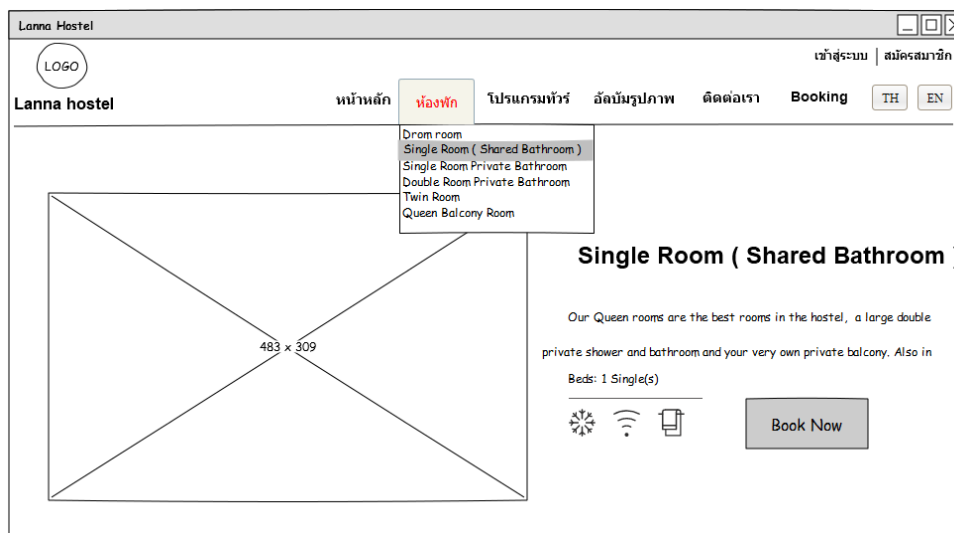 Lanna Hostel
LOGO
เข้าสู่ระบบ | สมัครสมาชิก
Lanna hostel
หน้าหลัก ห้องพัก โปรแกรมทัวร์ อัลบัมรูปภาพ ติดต่อเรา Booking TH EN
Drom room
Single Room ( Shared Bathroom )
Single Room Private Bathroom
Double Room Private Bathroom
Twin Room
Queen Balcony Room
483 x 309
Single Room ( Shared Bathroom )
Our Queen rooms are the best rooms in the hostel, a large double
private shower and bathroom and your very own private balcony. Also in
Beds: 1 Single(s)
Book Now